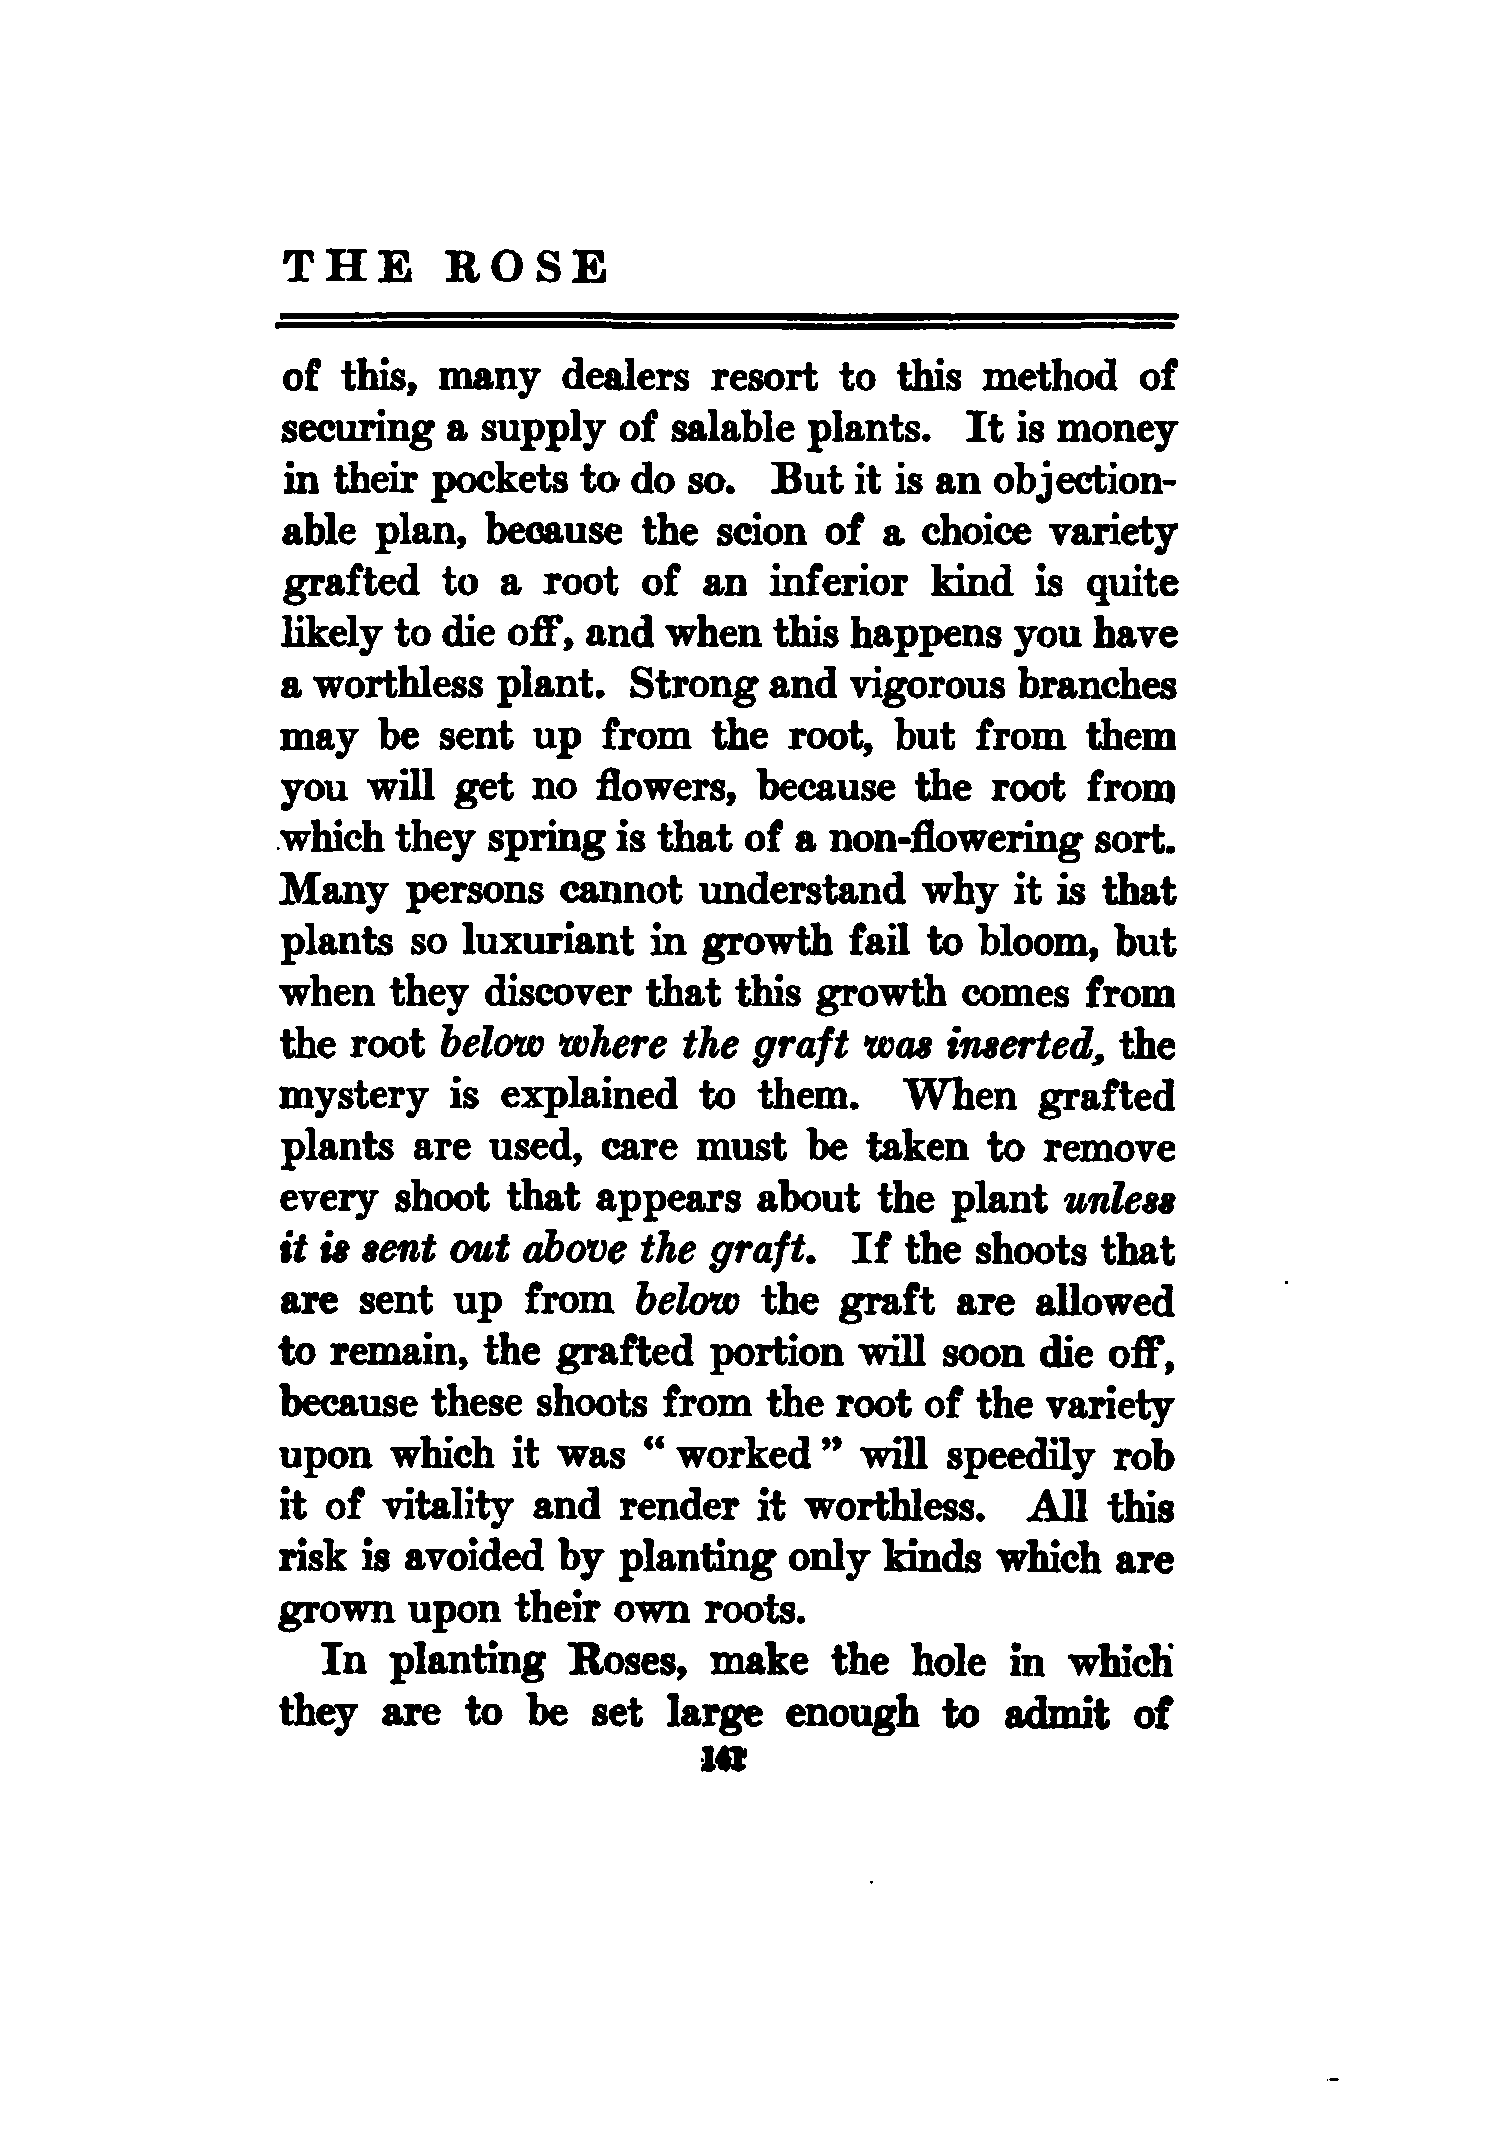 THE ROSE
of this, many dealers resort to this method of
securing a supply of salable plants. It is money
in their pockets to do so. But it is an objection-
able plan, because the scion of a choice variety
grafted to a root of an inferior kind is quite
likely to die off, and when this happens you have
a worthless plant. Strong and vigorous branches
may be sent up from the root, but from them
you will get no flowers, because the root from
which they spring is that of a non-flowering sort.
Many persons cannot understand why it is that
plants so luxuriant in growth fail to bloom, but
when they discover that this growth comes from
the root below where the graft was inserted, the
mystery is explained to them. When grafted
plants are used, care must be taken to remove
every shoot that appears about the plant unless
it is sent out above the graft. If the shoots that
are sent up from below the graft are allowed
to remain, the grafted portion will soon die off,
because these shoots from the root of the variety
upon which it was “ worked ” will speedily rob
it of vitality and render it worthless. All this
risk is avoided by planting only kinds which are
grown upon their own roots.
In planting Roses, make the hole in which
they are to be set large enough to admit of